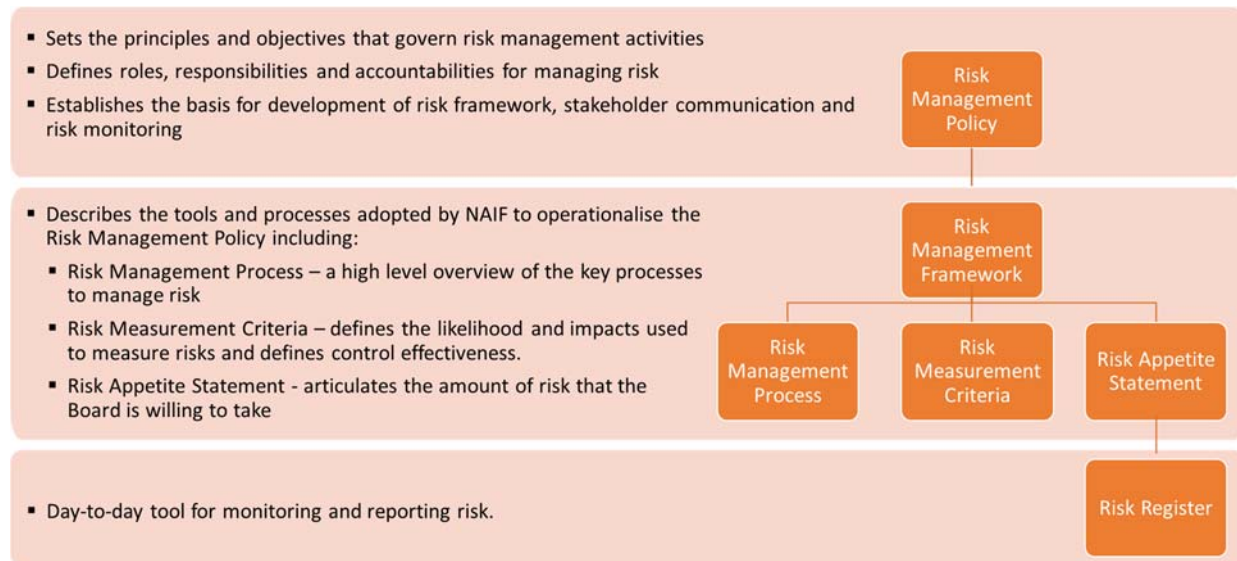 ▪ Sets the principles and objectives that govern risk management activities
▪ Defines roles, responsibilities and accountabilities for managing risk
▪ Establishes the basis for development of risk framework, stakeholder communication and
risk monitoring
Risk
Management
Policy
▪ Describes the tools and processes adopted by NAIF to operationalise the
Risk Management Policy including:
▪ Risk Management Process – a high level overview of the key processes
to manage risk
▪ Risk Measurement Criteria – defines the likelihood and impacts used
to measure risks and defines control effectiveness.
▪ Risk Appetite Statement - articulates the amount of risk that the
Board is willing to take
Risk
Management
Framework
Risk
Management
Process
Risk
Measurement
Criteria
Risk Appetite
Statement
▪ Day-to-day tool for monitoring and reporting risk.
Risk Register